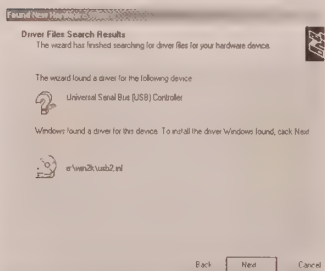 Found New Hardware
Driver Files Search Results
The wizard has finished searching for driver files for your hardware device.
The wizard found a driver for the following device
Universal Serial Bus (USB) Controller
Windows found a driver for this device. To install the driver Windows found, click Next
e:\win2k\usb2.inf
Back
Next
Cancel